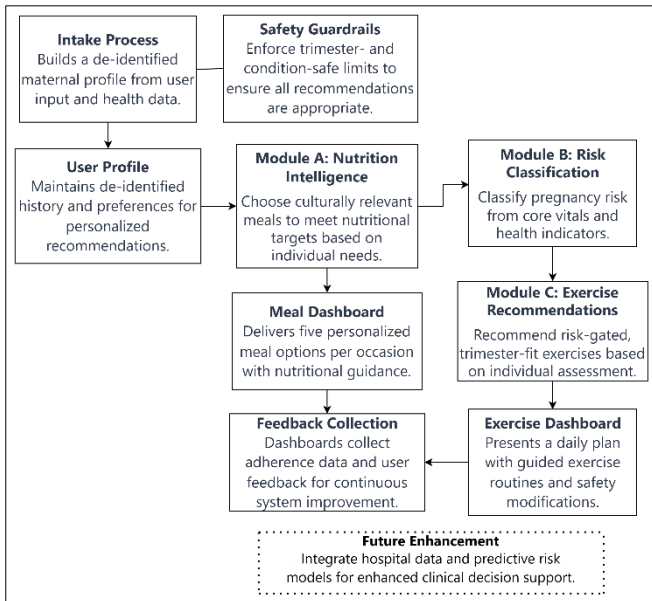 Intake Process
Builds a de-identified
maternal profile from user
input and health data.
Safety Guardrails
Enforce trimester- and
condition-safe limits to
ensure all recommendations
are appropriate.
User Profile
Maintains de-identified
history and preferences for
personalized
recommendations.
Module A: Nutrition
Intelligence
Choose culturally relevant
meals to meet nutritional
targets based on
individual needs.
Module B: Risk
Classification
Classify pregnancy risk
from core vitals and
health indicators.
Meal Dashboard
Delivers five personalized
meal options per occasion
with nutritional guidance.
Module C: Exercise
Recommendations
Recommend risk-gated,
trimester-fit exercises based
on individual assessment.
Feedback Collection
Dashboards collect
adherence data and user
feedback for continuous
system improvement.
Exercise Dashboard
Presents a daily plan
with guided exercise
routines and safety
modifications.
Future Enhancement
Integrate hospital data and predictive risk
models for enhanced clinical decision support.